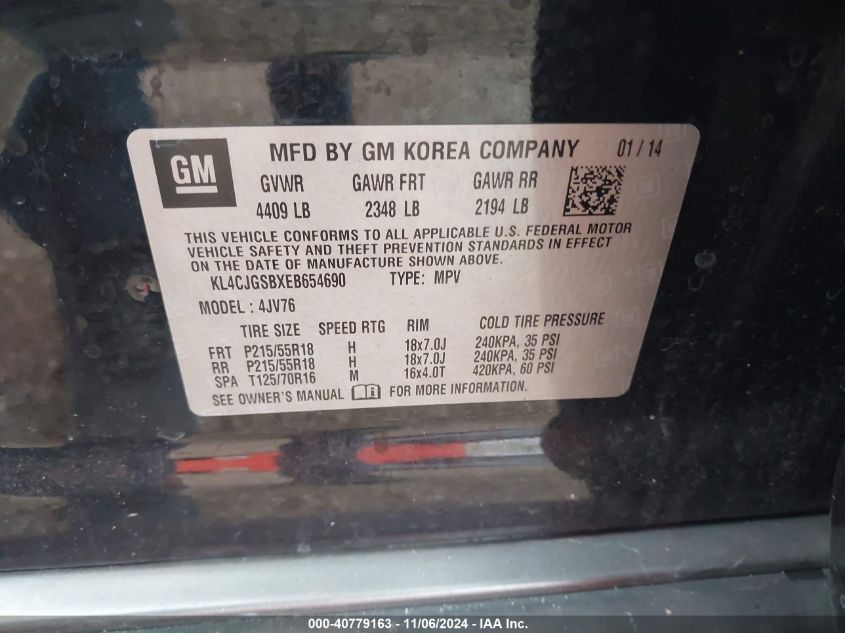 GM
MFD BY GM KOREA COMPANY 01 / 14
GVWR GAWR FRT GAWR RR
4409 LB 2348 LB 2194 LB
THIS VEHICLE CONFORMS TO ALL APPLICABLE U.S. FEDERAL MOTOR
VEHICLE SAFETY AND THEFT PREVENTION STANDARDS IN EFFECT
ON THE DATE OF MANUFACTURE SHOWN ABOVE.
KL4CJGSBXEB654690 TYPE: MPV
MODEL : 4JV76
TIRE SIZE SPEED RTG RIM COLD TIRE PRESSURE
FRT P215/55R18 H 18x7.0J 240KPA, 35 PSI
RR P215/55R18 H 18x7.0J 240KPA, 35 PSI
SPA T125/70R16 M 16x4.0T 420KPA, 60 PSI
SEE OWNER'S MANUAL FOR MORE INFORMATION.
000-40779163 - 11/06/2024 - IAA Inc.